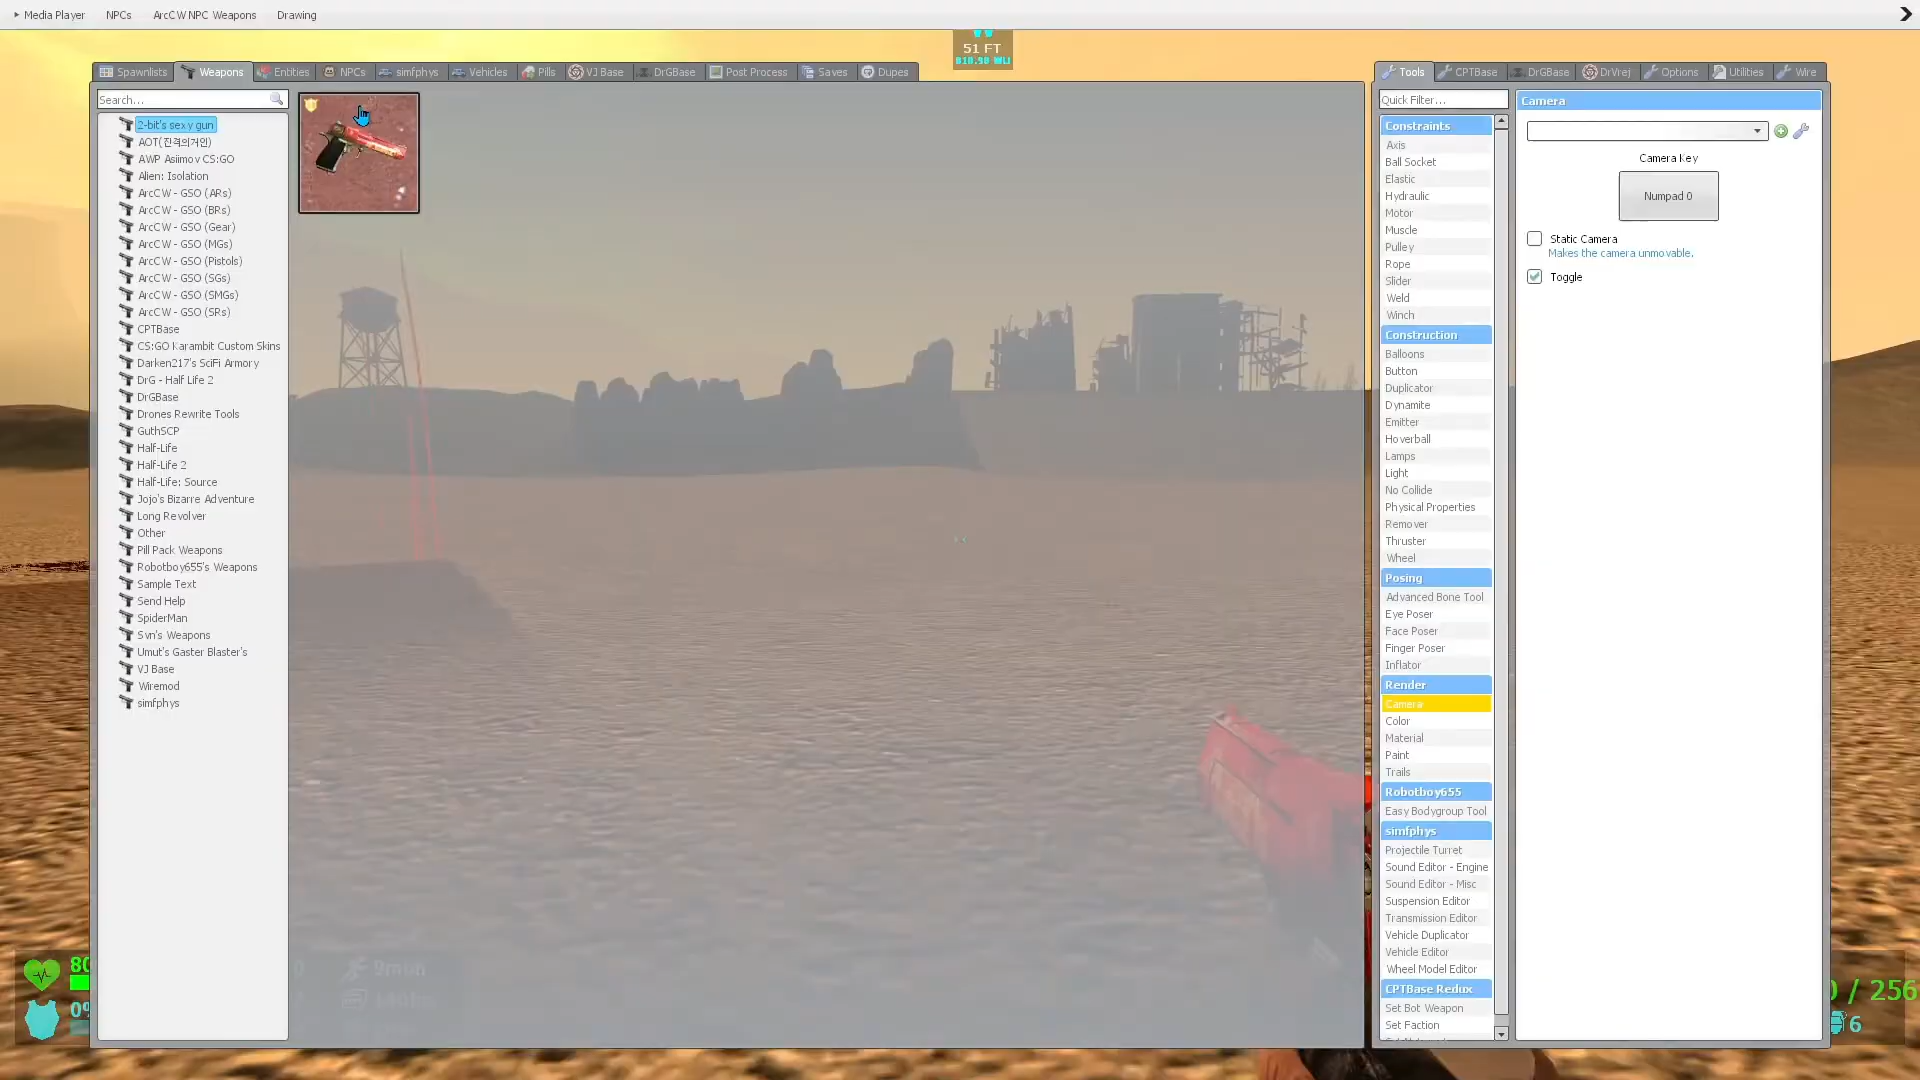 Media Player NPCs ArcCW NPC Weapons Drawing
51 FT
Spawnlists Weapons Entities NPCs simfphys Vehicles Pills VJ Base DrGBase Post Process Saves Dupes
Tools CPTBase DrGBase DrVrej Options Utilities Wire
Search...
2-bit's sexy gun
AOT(진격의거인)
AWP Asiimov CS:GO
Alien: Isolation
ArcCW - GSO (ARs)
ArcCW - GSO (BRs)
ArcCW - GSO (Gear)
ArcCW - GSO (MGs)
ArcCW - GSO (Pistols)
ArcCW - GSO (SGs)
ArcCW - GSO (SMGs)
ArcCW - GSO (SRs)
CPTBase
CS:GO Karambit Custom Skins
Darken217's SciFi Armory
DrG - Half Life 2
DrGBase
Drones Rewrite Tools
GuthSCP
Half-Life
Half-Life 2
Half-Life: Source
Jojo's Bizarre Adventure
Long Revolver
Other
Pill Pack Weapons
Robotboy655's Weapons
Sample Text
Send Help
SpiderMan
Svn's Weapons
Umut's Gaster Blaster's
VJ Base
Wiremod
simfphys
Quick Filter...
Constraints
Axis
Ball Socket
Elastic
Hydraulic
Motor
Muscle
Pulley
Rope
Slider
Weld
Winch
Construction
Balloons
Button
Duplicator
Dynamite
Emitter
Hoverball
Lamps
Light
No Collide
Physical Properties
Remover
Thruster
Wheel
Posing
Advanced Bone Tool
Eye Poser
Face Poser
Finger Poser
Inflator
Render
Camera
Color
Material
Paint
Trails
Robotboy655
Easy Bodygroup Tool
simfphys
Projectile Turret
Sound Editor - Engine
Sound Editor - Misc
Suspension Editor
Transmission Editor
Vehicle Duplicator
Vehicle Editor
Wheel Model Editor
CPTBase Redux
Set Bot Weapon
Set Faction
Camera
Camera Key
Numpad 0
Static Camera
Makes the camera unmovable.
Toggle
80
0%
/ 256
6